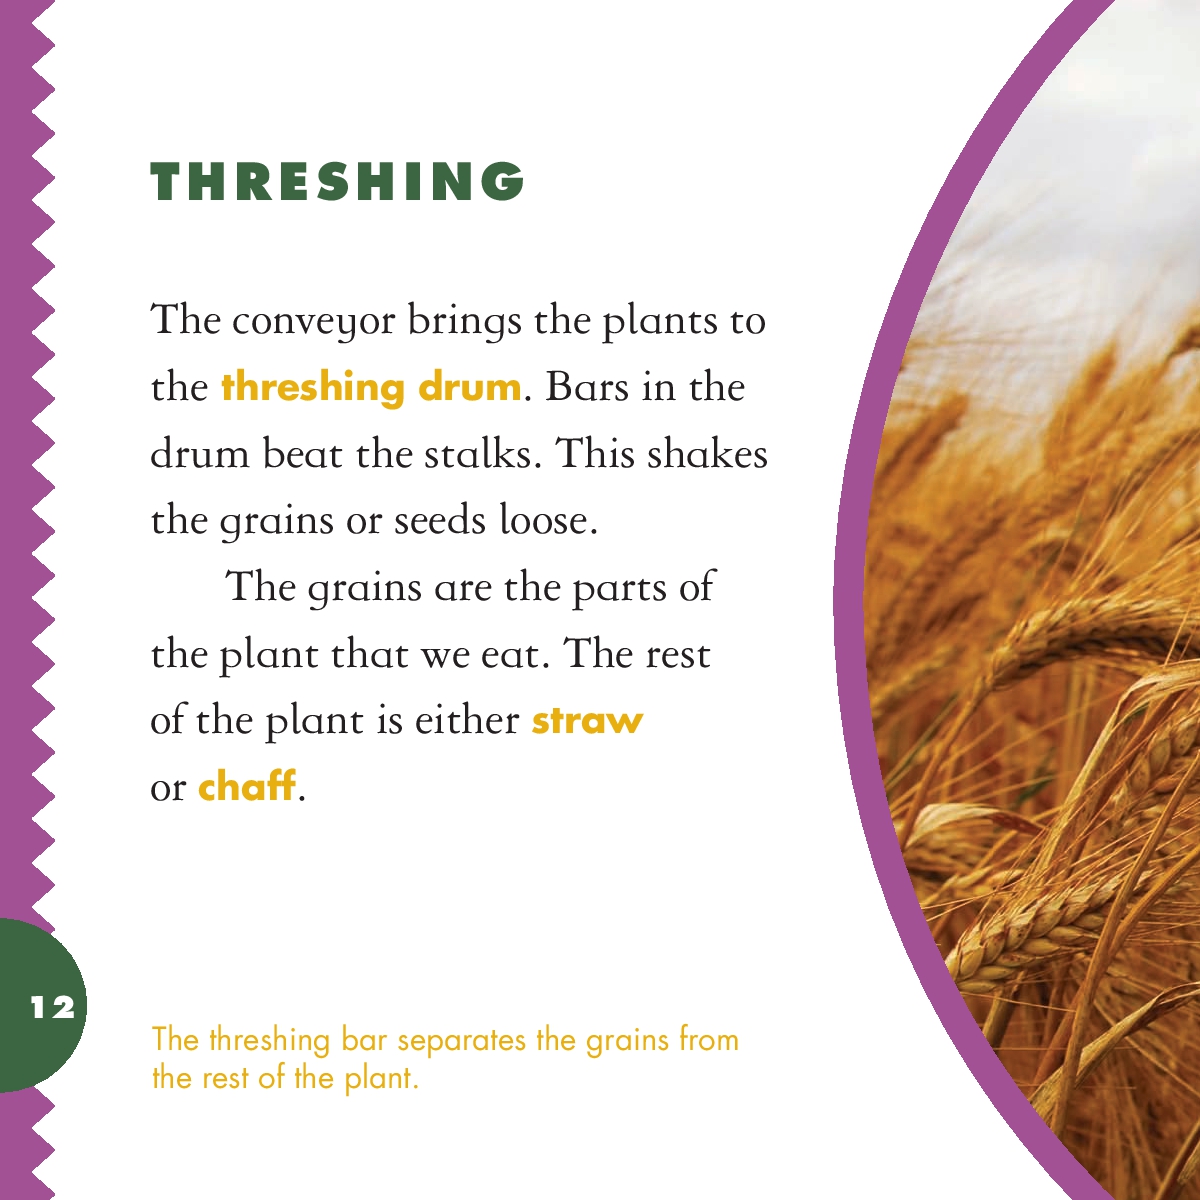 THRESHING
The conveyor brings the plants to
the threshing drum. Bars in the
drum beat the stalks. This shakes
the grains or seeds loose.
The grains are the parts of
the plant that we eat. The rest
of the plant is either straw
or chaff.
12
The threshing bar separates the grains from
the rest of the plant.